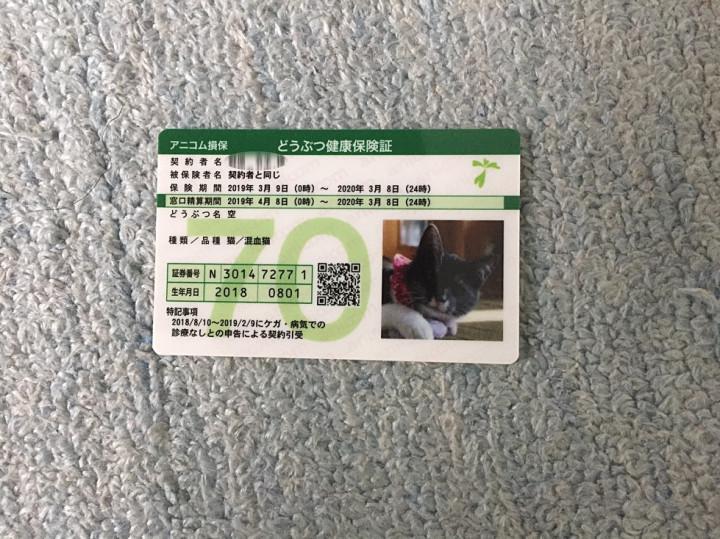 アニコム損保 どうぶつ健康保険証
契約者名
被保険者名 契約者と同じ
保険期間 2019年 3月 9日 (0時) ～ 2020年 3月 8日 (24時)
窓口精算期間 2019年 4月 8日 (0時) ～ 2020年 3月 8日 (24時)
どうぶつ名 空
70
種類／品種 猫／混血猫
証券番号 N 3014 7277 1
生年月日 2018 0801
特記事項
2018/8/10～2019/2/9にケガ・病気での
診療なしとの申告による契約引受